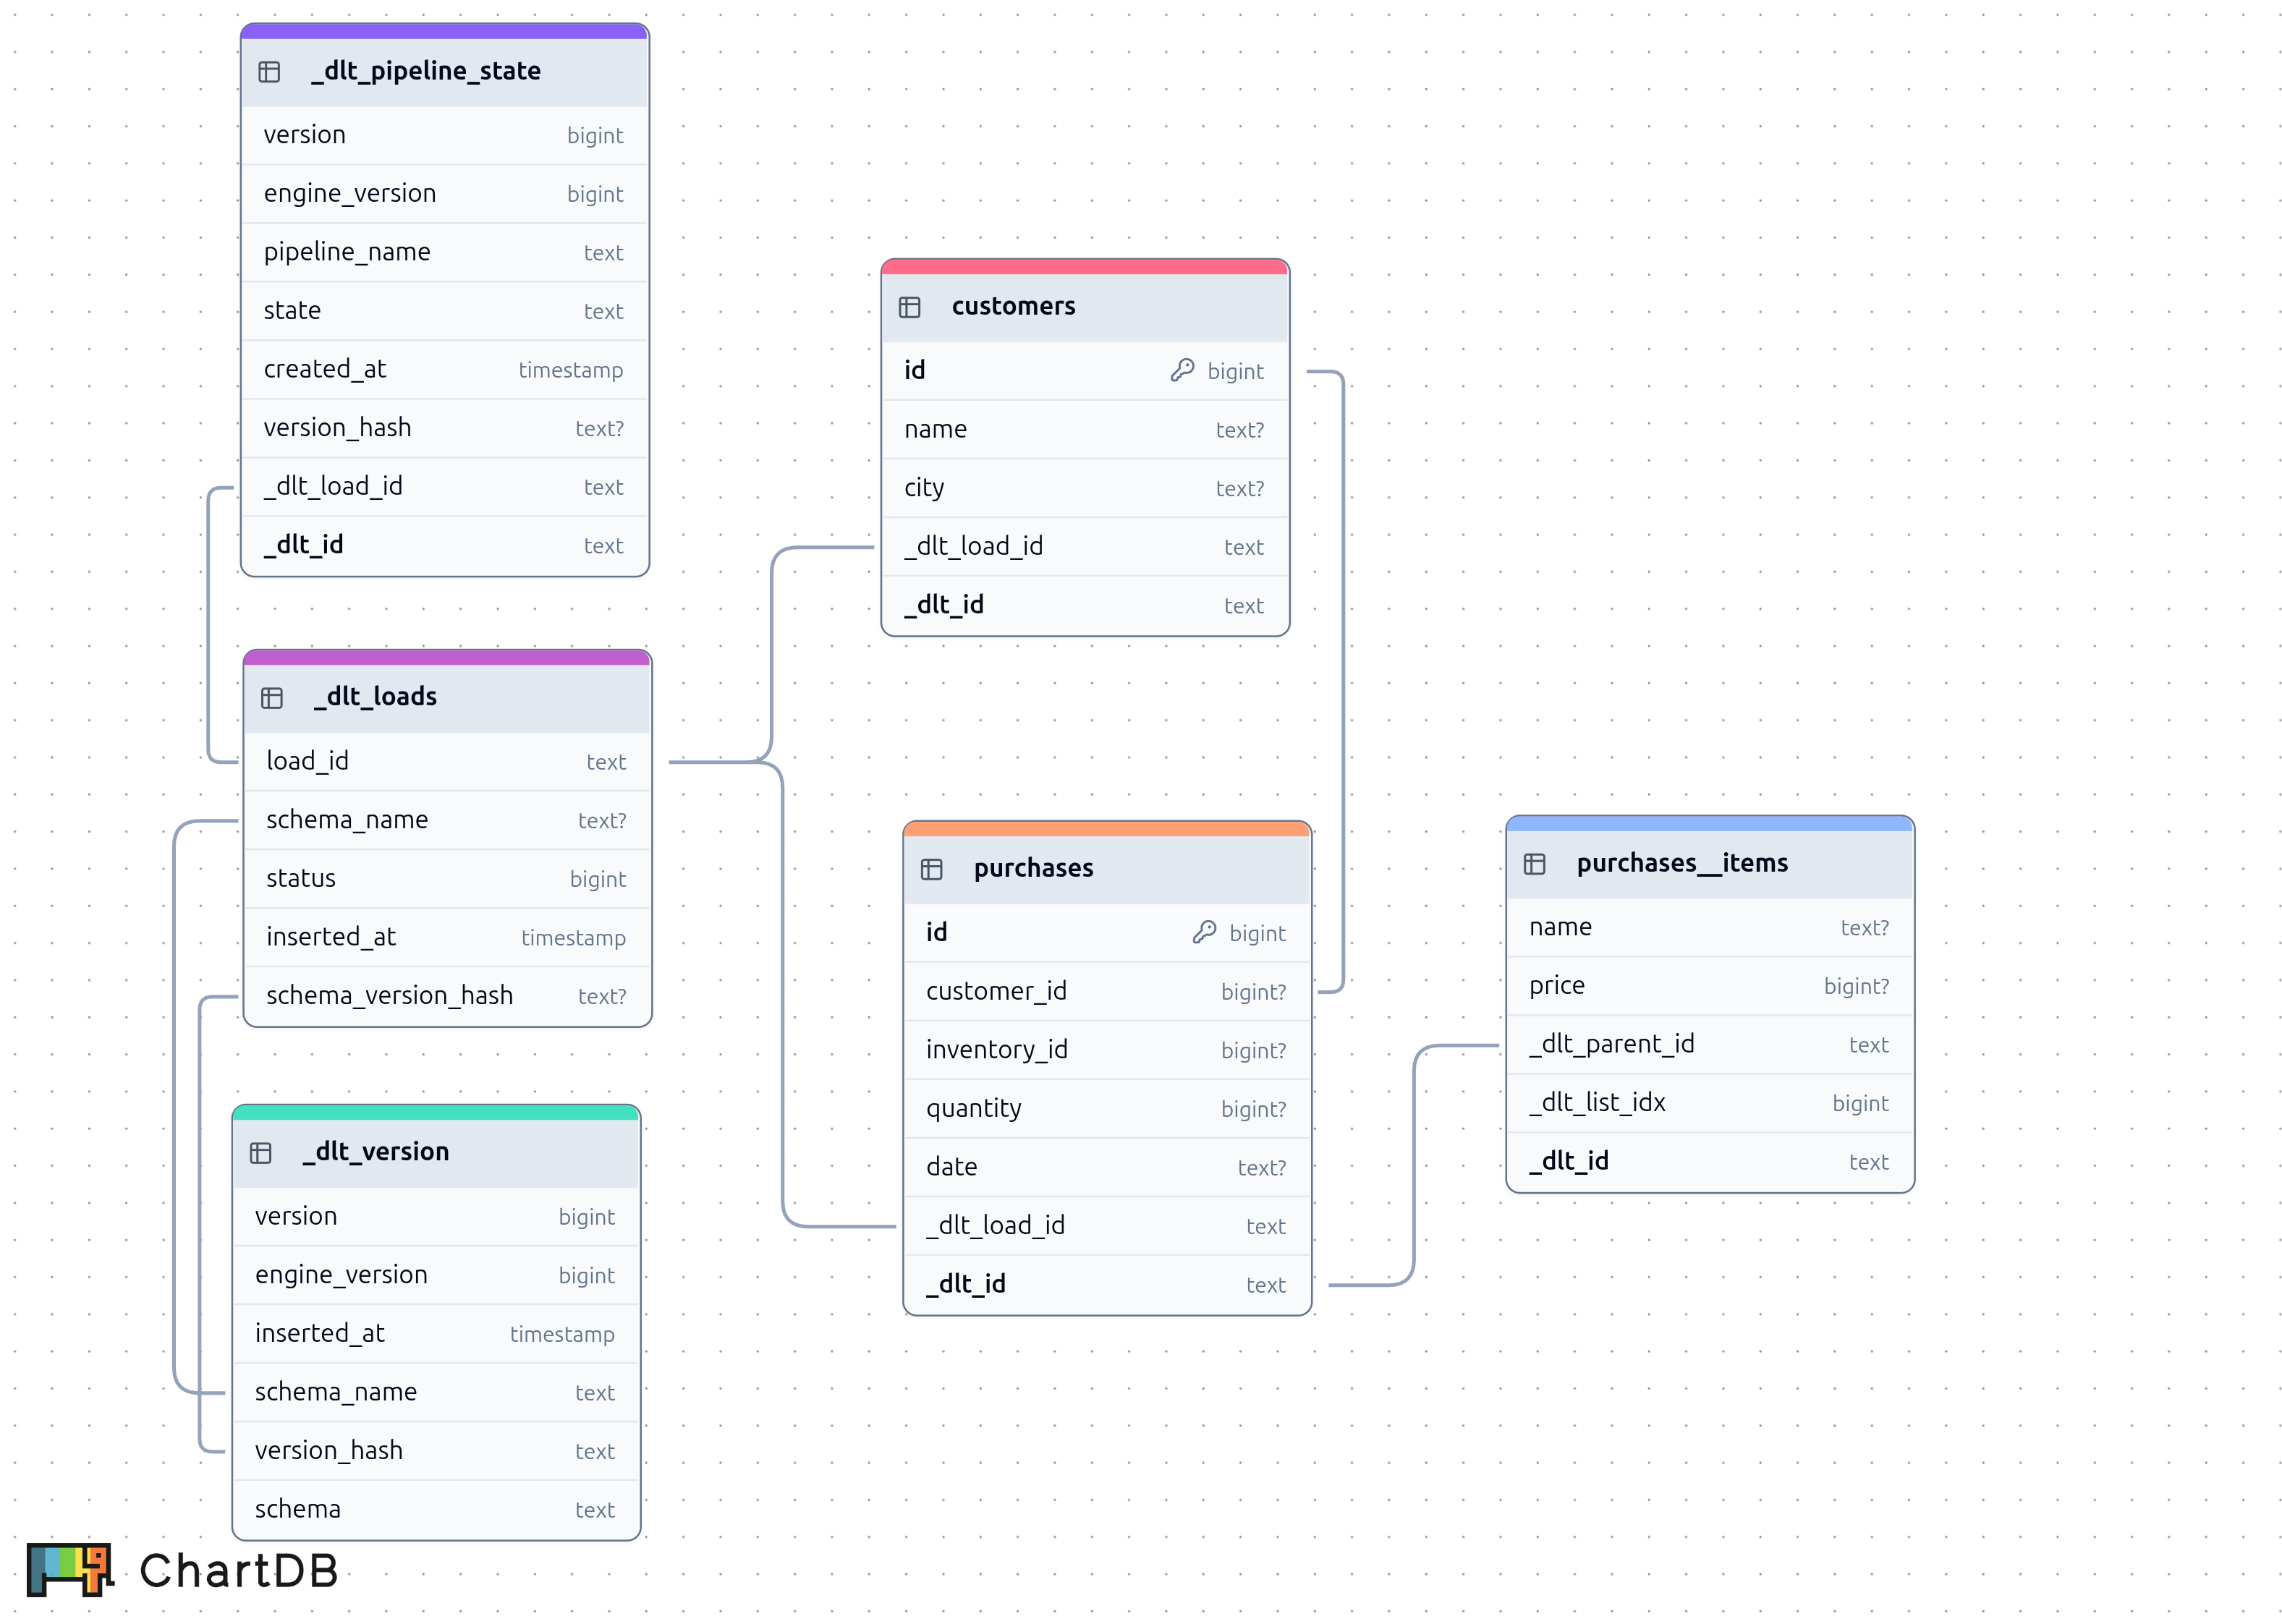 _dlt_pipeline_state
version bigint
engine_version bigint
pipeline_name text
state text
created_at timestamp
version_hash text?
_dlt_load_id text
_dlt_id text
_dlt_loads
load_id text
schema_name text?
status bigint
inserted_at timestamp
schema_version_hash text?
_dlt_version
version bigint
engine_version bigint
inserted_at timestamp
schema_name text
version_hash text
schema text
customers
id bigint
name text?
city text?
_dlt_load_id text
_dlt_id text
purchases
id bigint
customer_id bigint?
inventory_id bigint?
quantity bigint?
date text?
_dlt_load_id text
_dlt_id text
purchases__items
name text?
price bigint?
_dlt_parent_id text
_dlt_list_idx bigint
_dlt_id text
ChartDB